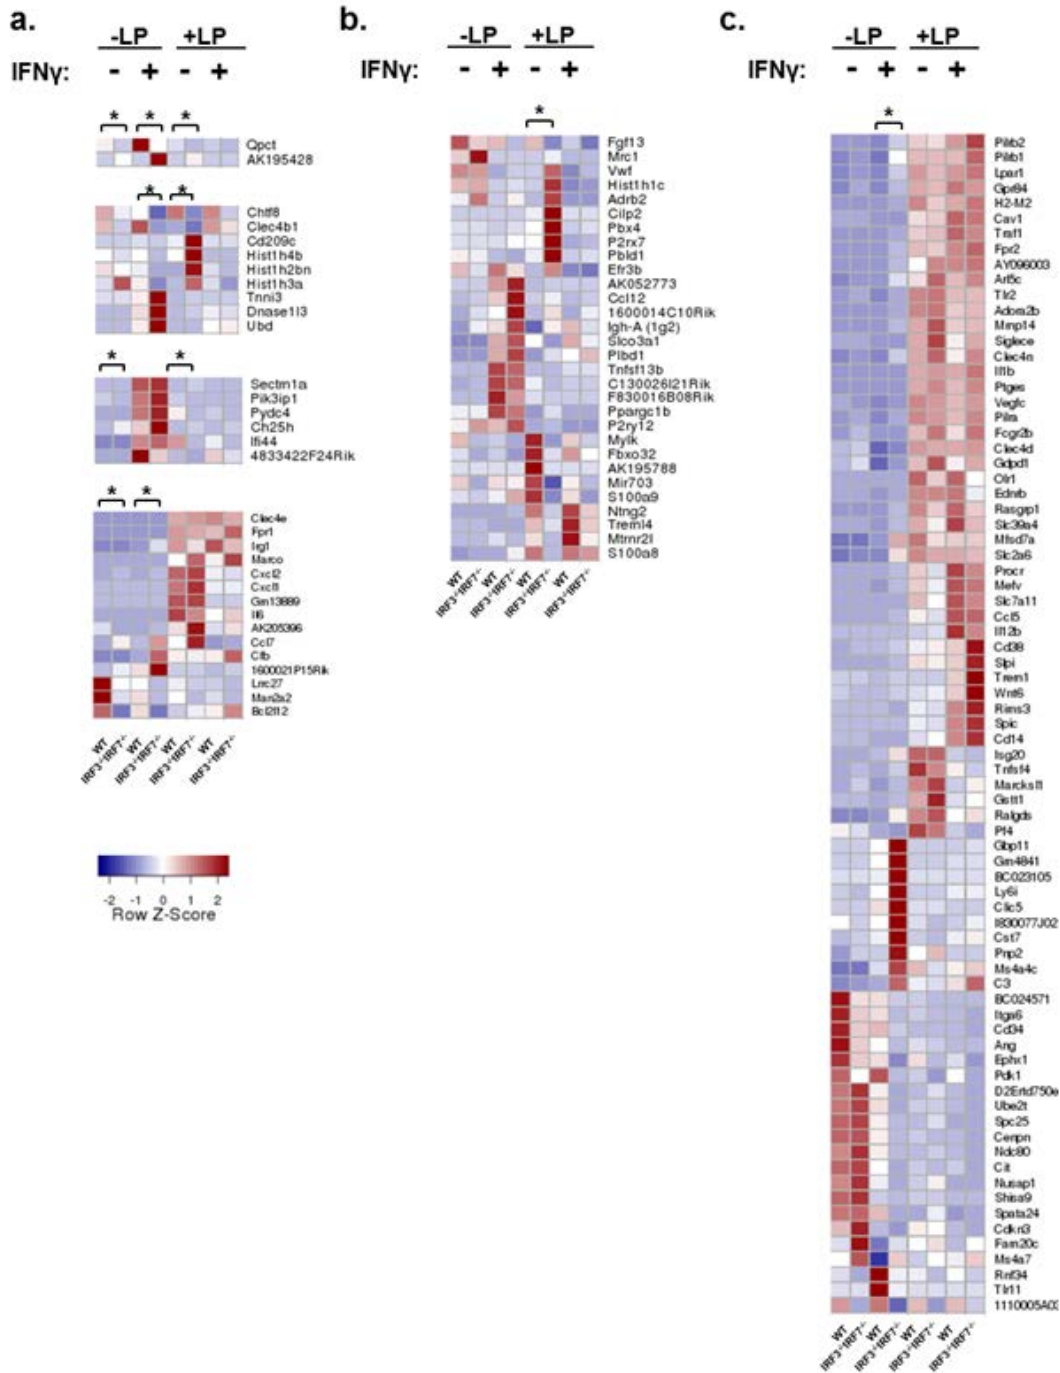 a.
-LP +LP
IFNγ: - + - +
* * *
Qpct
AK195428
* *
Chtf8
Clec4b1
Cd209c
Hist1h4b
Hist1h2bn
Hist1h3a
Tnni3
Dnase1l3
Ubd
* *
Sectm1a
Pik3ip1
Pydc4
Ch25h
Ifi44
4833422F24Rik
* *
Clec4e
Fpr1
Irg1
Marco
Cxcl2
Cxcl1
Gm13889
Il6
AK205396
Ccl7
Cfb
1600021P15Rik
Lrrc27
Man2a2
Bcl2l12
WT
IRF3-/-IRF7-/-
WT
IRF3-/-IRF7-/-
WT
IRF3-/-IRF7-/-
WT
IRF3-/-IRF7-/-
-2 -1 0 1 2
Row Z-Score
b.
-LP +LP
IFNγ: - + - +
*
Fgf13
Mrc1
Vwf
Hist1h1c
Adrb2
Cilp2
Pbx4
P2rx7
Pbld1
Efr3b
AK052773
Ccl12
1600014C10Rik
Igh-A (1g2)
Slco3a1
Plbd1
Tnfsf13b
C130026I21Rik
F830016B08Rik
Ppargc1b
P2ry12
Mylk
Fbxo32
AK195788
Mir703
S100a9
Ntng2
Treml4
Mtrnr2l
S100a8
WT
IRF3-/-IRF7-/-
WT
IRF3-/-IRF7-/-
WT
IRF3-/-IRF7-/-
WT
IRF3-/-IRF7-/-
c.
-LP +LP
IFNγ: - + - +
*
Pilrb2
Pilrb1
Lpar1
Gpr84
H2-M2
Cav1
Traf1
Fpr2
AY096003
Arl5c
Tlr2
Adora2b
Mmp14
Siglece
Clec4n
Il1b
Ptges
Vegfc
Pilra
Fcgr2b
Clec4d
Gdpd1
Olr1
Ednrb
Rasgrp1
Slc39a4
Mfsd7a
Slc2a6
Procr
Mefv
Slc7a11
Ccl5
Il12b
Cd38
Slpi
Trem1
Wnt6
Rims3
Spic
Cd14
Isg20
Tnfsf4
Marcksl1
Gstt1
Ralgds
Pf4
Gbp11
Gm4841
BC023105
Ly6i
Clic5
I830077J02
Cst7
Pnp2
Ms4a4c
C3
BC024571
Itga6
Cd34
Ang
Ephx1
Pdk1
D2Ertd750e
Ube2t
Spc25
Cenpn
Ndc80
Cit
Nusap1
Shisa9
Spata24
Cdkn3
Fam20c
Ms4a7
Rnf34
Tlr11
1110005A03
WT
IRF3-/-IRF7-/-
WT
IRF3-/-IRF7-/-
WT
IRF3-/-IRF7-/-
WT
IRF3-/-IRF7-/-